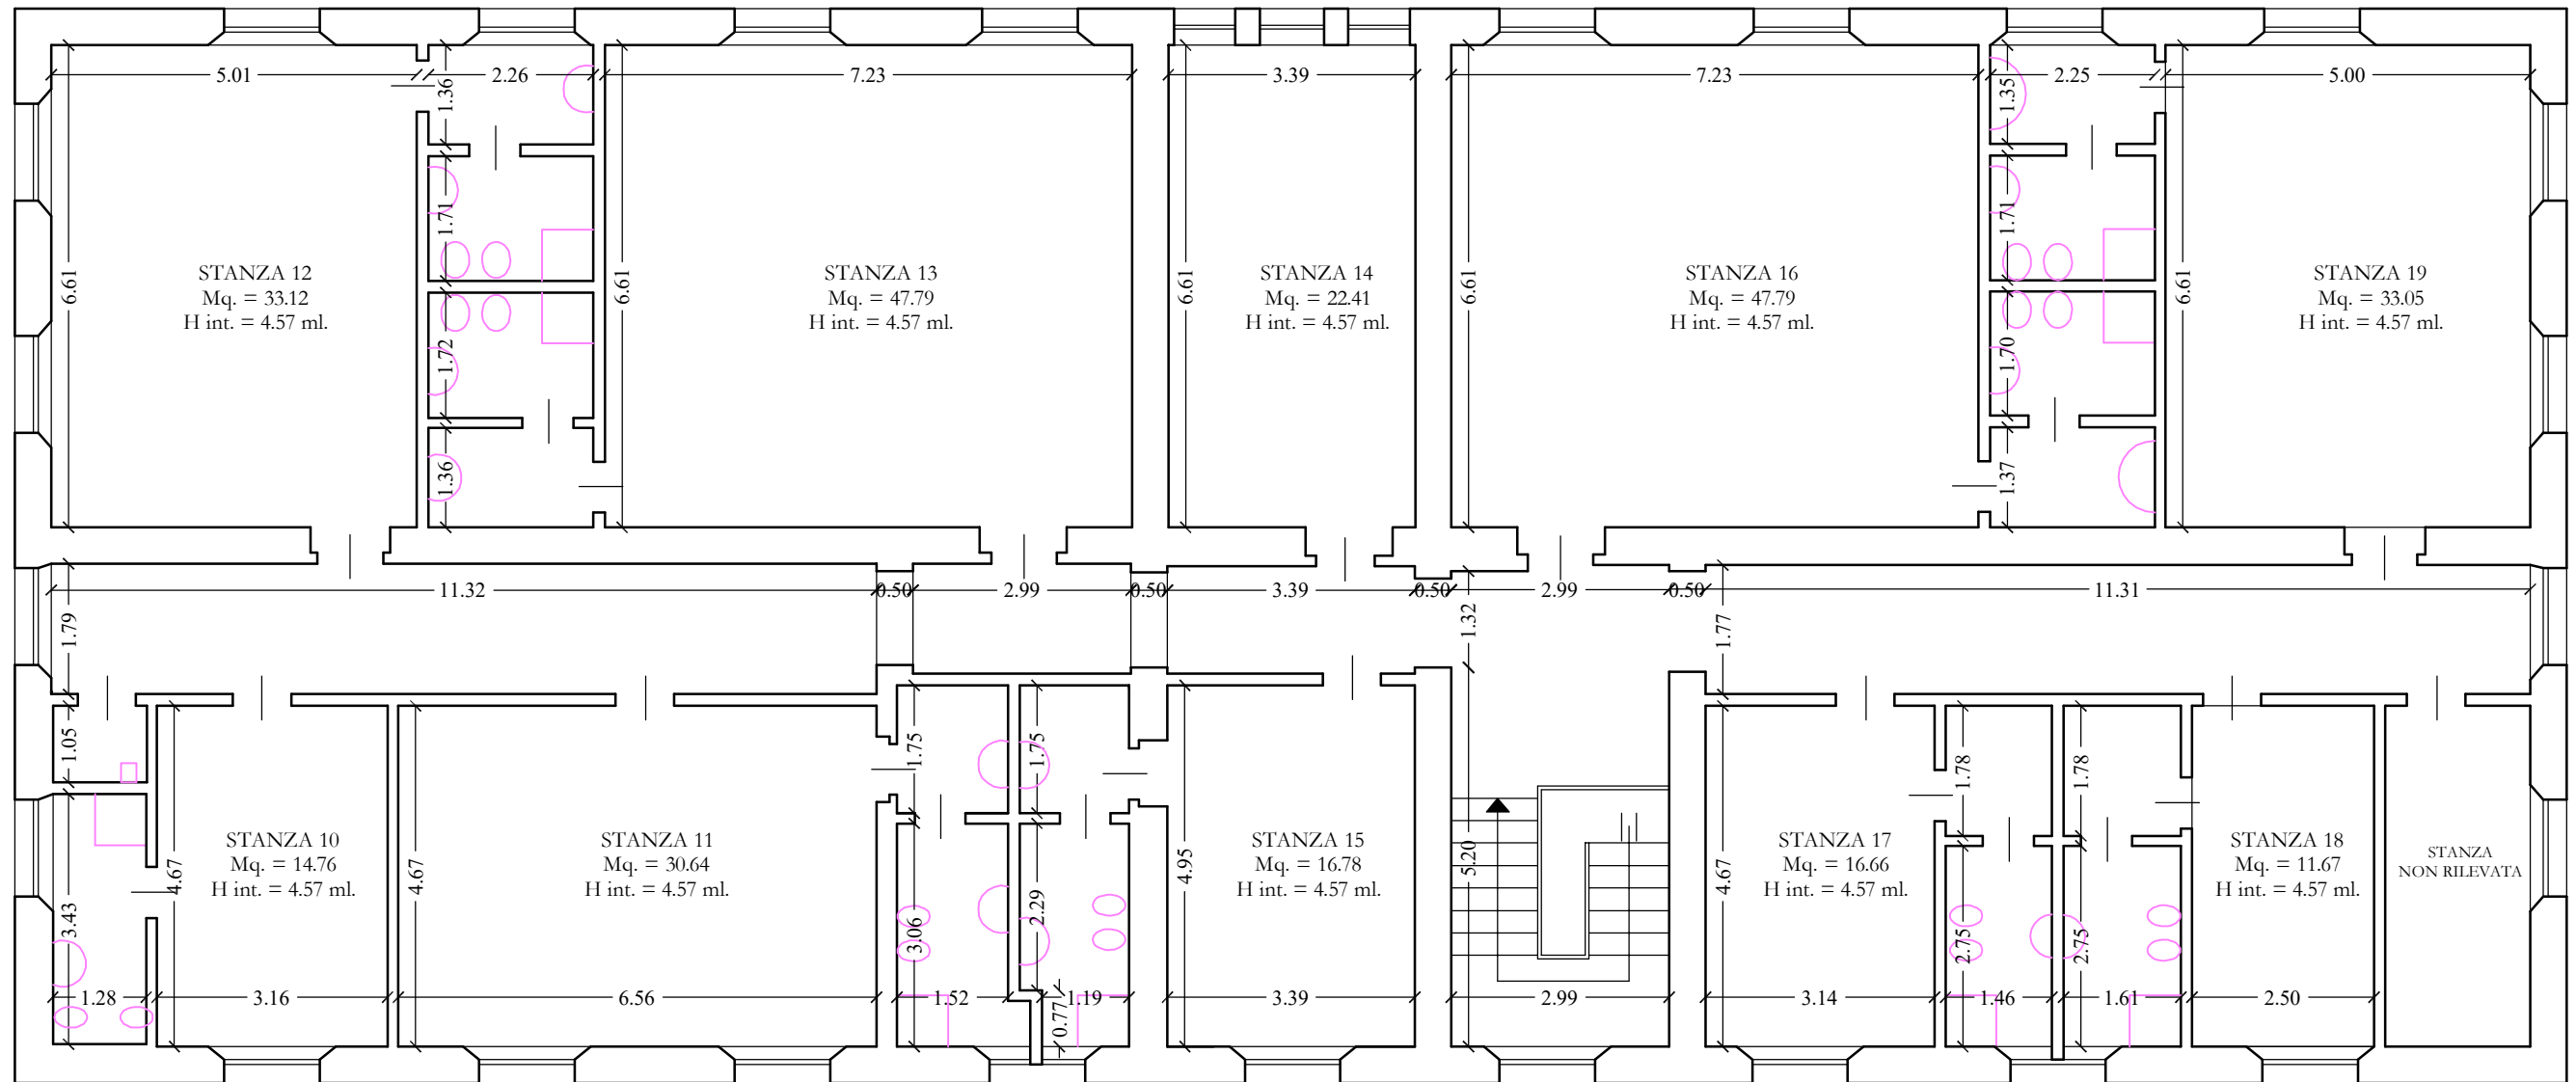 5.01
2.26
7.23
3.39
7.23
2.25
5.00
1.36
1.35
1.71
1.71
6.61
6.61
6.61
6.61
6.61
STANZA 12
Mq. = 33.12
H int. = 4.57 ml.
STANZA 13
Mq. = 47.79
H int. = 4.57 ml.
STANZA 14
Mq. = 22.41
H int. = 4.57 ml.
STANZA 16
Mq. = 47.79
H int. = 4.57 ml.
STANZA 19
Mq. = 33.05
H int. = 4.57 ml.
1.72
1.70
1.36
1.37
11.32
0.50
2.99
0.50
3.39
0.50
2.99
0.50
11.31
1.79
1.32
1.77
1.05
1.75
1.75
1.78
1.78
STANZA 10
Mq. = 14.76
H int. = 4.57 ml.
STANZA 11
Mq. = 30.64
H int. = 4.57 ml.
STANZA 15
Mq. = 16.78
H int. = 4.57 ml.
STANZA 17
Mq. = 16.66
H int. = 4.57 ml.
STANZA 18
Mq. = 11.67
H int. = 4.57 ml.
STANZA
NON RILEVATA
3.43
4.67
4.67
3.06
2.29
4.95
5.20
4.67
2.75
2.75
1.28
3.16
6.56
1.52
1.19
0.77
3.39
2.99
3.14
1.46
1.61
2.50